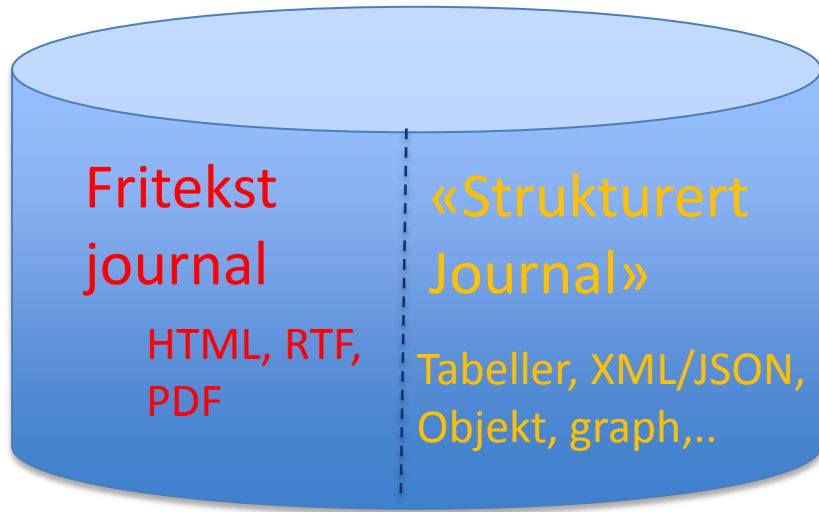 Fritekst
journal
HTML, RTF,
PDF
«Strukturert
Journal»
Tabeller, XML/JSON,
Objekt, graph,..